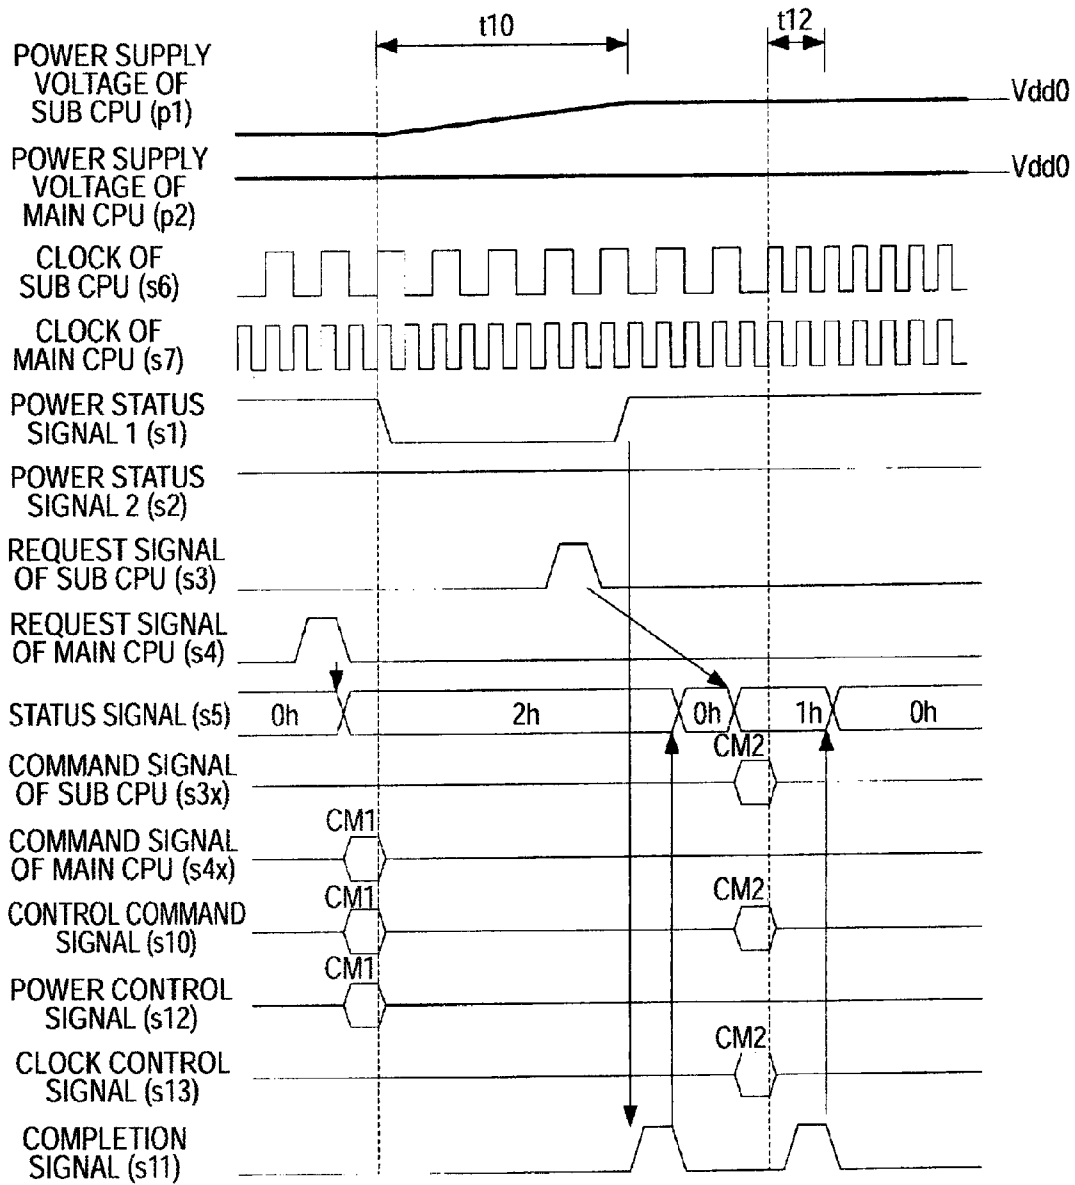 t10
t12
POWER SUPPLY
VOLTAGE OF
SUB CPU (p1)
Vdd0
POWER SUPPLY
VOLTAGE OF
MAIN CPU (p2)
Vdd0
CLOCK OF
SUB CPU (s6)
CLOCK OF
MAIN CPU (s7)
POWER STATUS
SIGNAL 1 (s1)
POWER STATUS
SIGNAL 2 (s2)
REQUEST SIGNAL
OF SUB CPU (s3)
REQUEST SIGNAL
OF MAIN CPU (s4)
STATUS SIGNAL (s5)
0h
2h
0h
1h
0h
COMMAND SIGNAL
OF SUB CPU (s3x)
CM2
COMMAND SIGNAL
OF MAIN CPU (s4x)
CM1
CONTROL COMMAND
SIGNAL (s10)
CM1
CM2
POWER CONTROL
SIGNAL (s12)
CM1
CLOCK CONTROL
SIGNAL (s13)
CM2
COMPLETION
SIGNAL (s11)